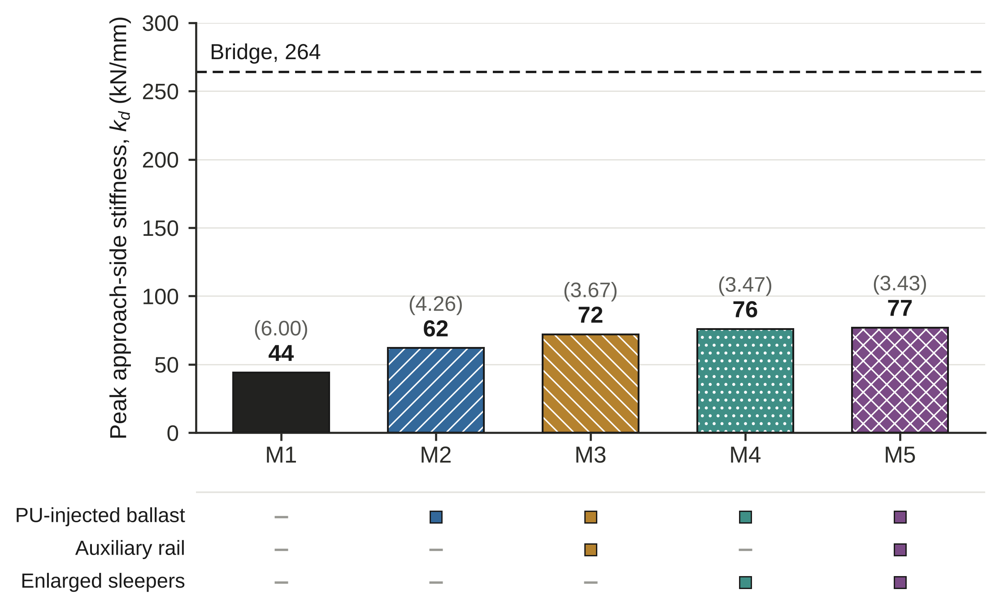 Peak approach-side stiffness, kd (kN/mm)
300
250
200
150
100
50
0
Bridge, 264
(6.00)
44
(4.26)
62
(3.67)
72
(3.47)
76
(3.43)
77
M1 M2 M3 M4 M5
PU-injected ballast – 
Auxiliary rail – – –
Enlarged sleepers – – –